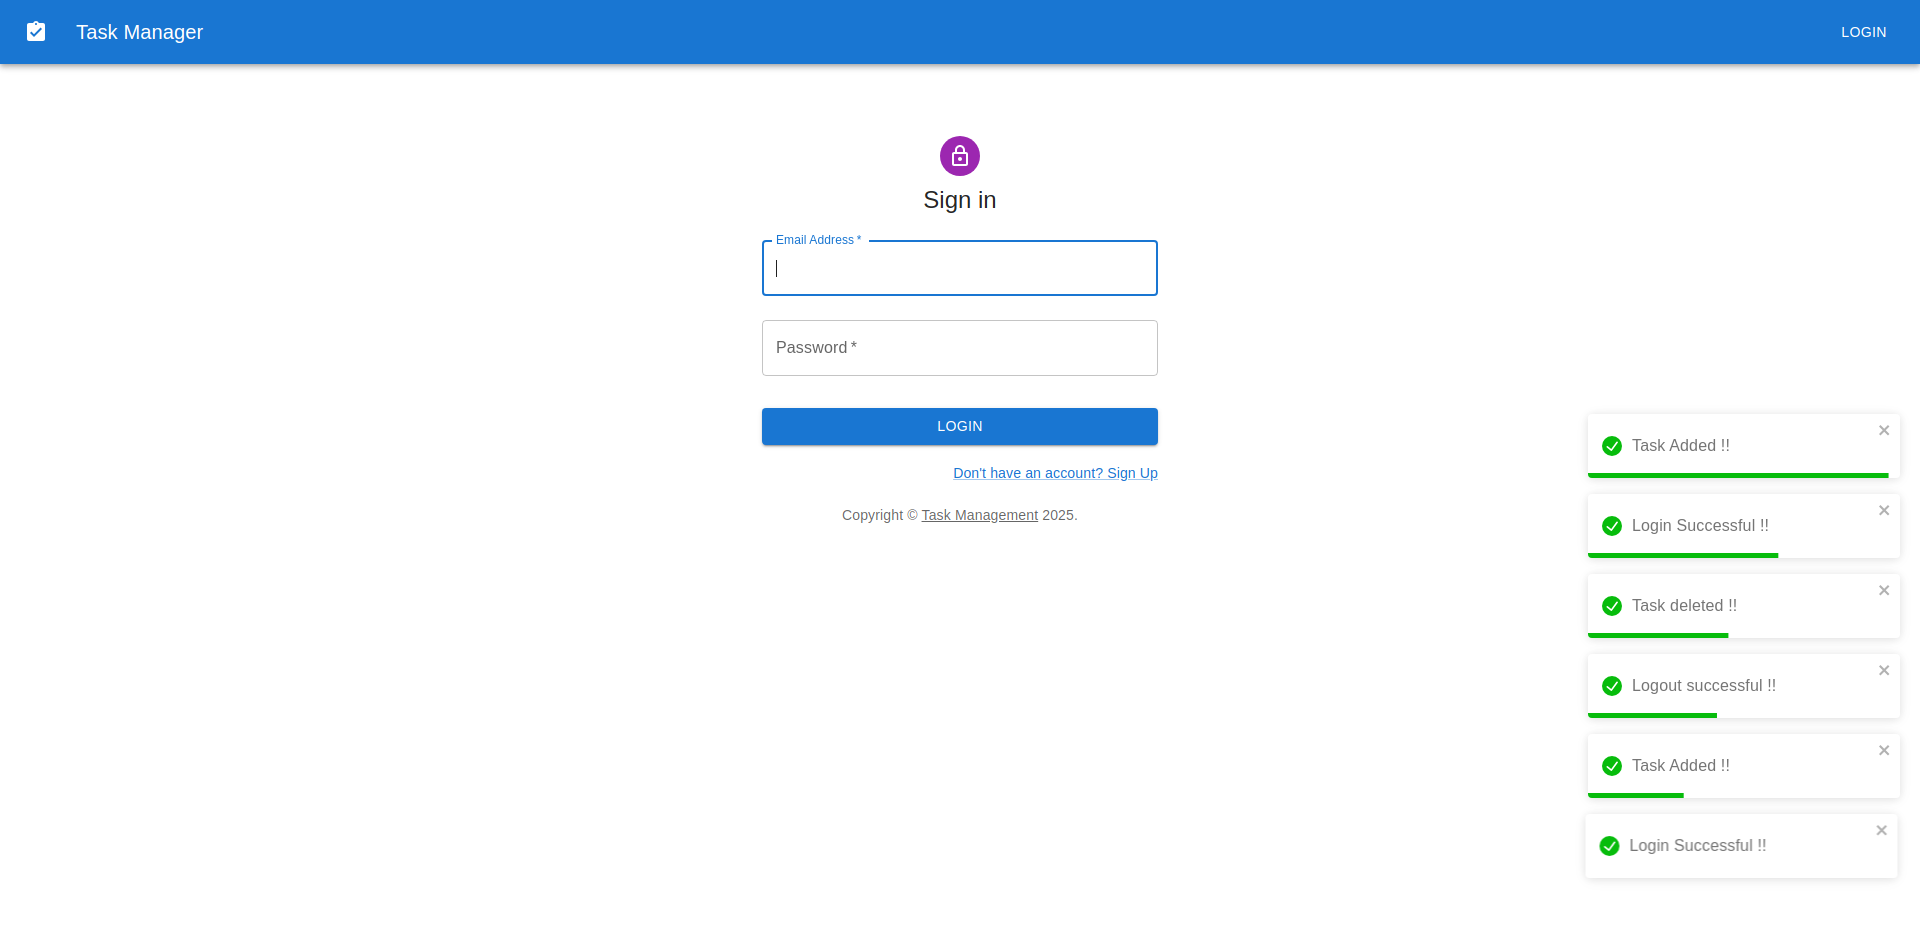 Task Manager
LOGIN
Sign in
Email Address *
Password *
LOGIN
Don't have an account? Sign Up
Copyright © Task Management 2025.
Task Added !!
Login Successful !!
Task deleted !!
Logout successful !!
Task Added !!
Login Successful !!